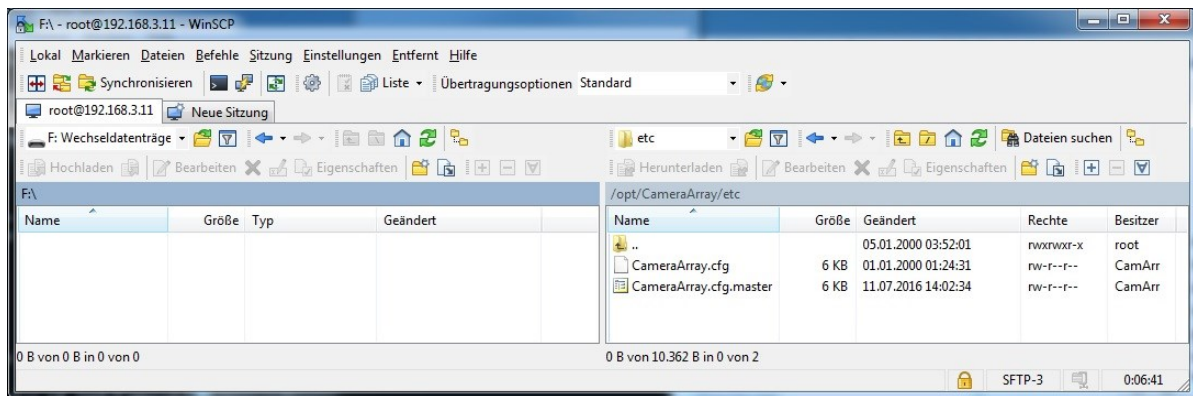 F:\ - root@192.168.3.11 - WinSCP
Lokal Markieren Dateien Befehle Sitzung Einstellungen Entfernt Hilfe
Synchronisieren Liste Übertragungsoptionen Standard
root@192.168.3.11 Neue Sitzung
F: Wechseldatenträge etc Dateien suchen
Hochladen Bearbeiten Eigenschaften Herunterladen Bearbeiten Eigenschaften
F:\ /opt/CameraArray/etc
Name Größe Typ Geändert Name Größe Geändert Rechte Besitzer
.. 05.01.2000 03:52:01 rwxrwxr-x root
CameraArray.cfg 6 KB 01.01.2000 01:24:31 rw-r--r-- CamArr
CameraArray.cfg.master 6 KB 11.07.2016 14:02:34 rw-r--r-- CamArr
0 B von 0 B in 0 von 0 0 B von 10.362 B in 0 von 2
SFTP-3 0:06:41